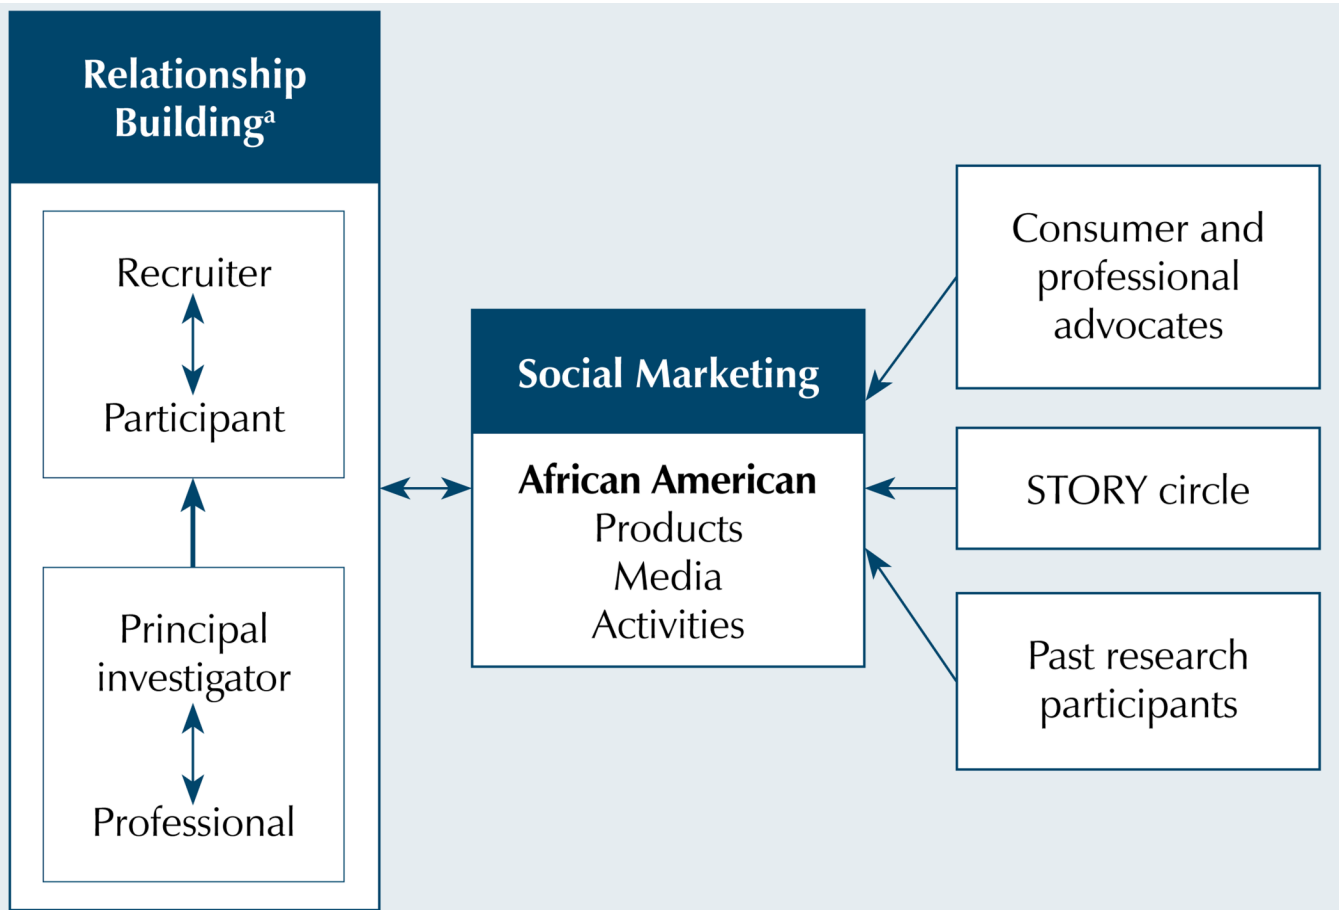 Relationship
Buildingᵃ
Recruiter
Participant
Principal
investigator
Professional
Social Marketing
African American
Products
Media
Activities
Consumer and
professional
advocates
STORY circle
Past research
participants